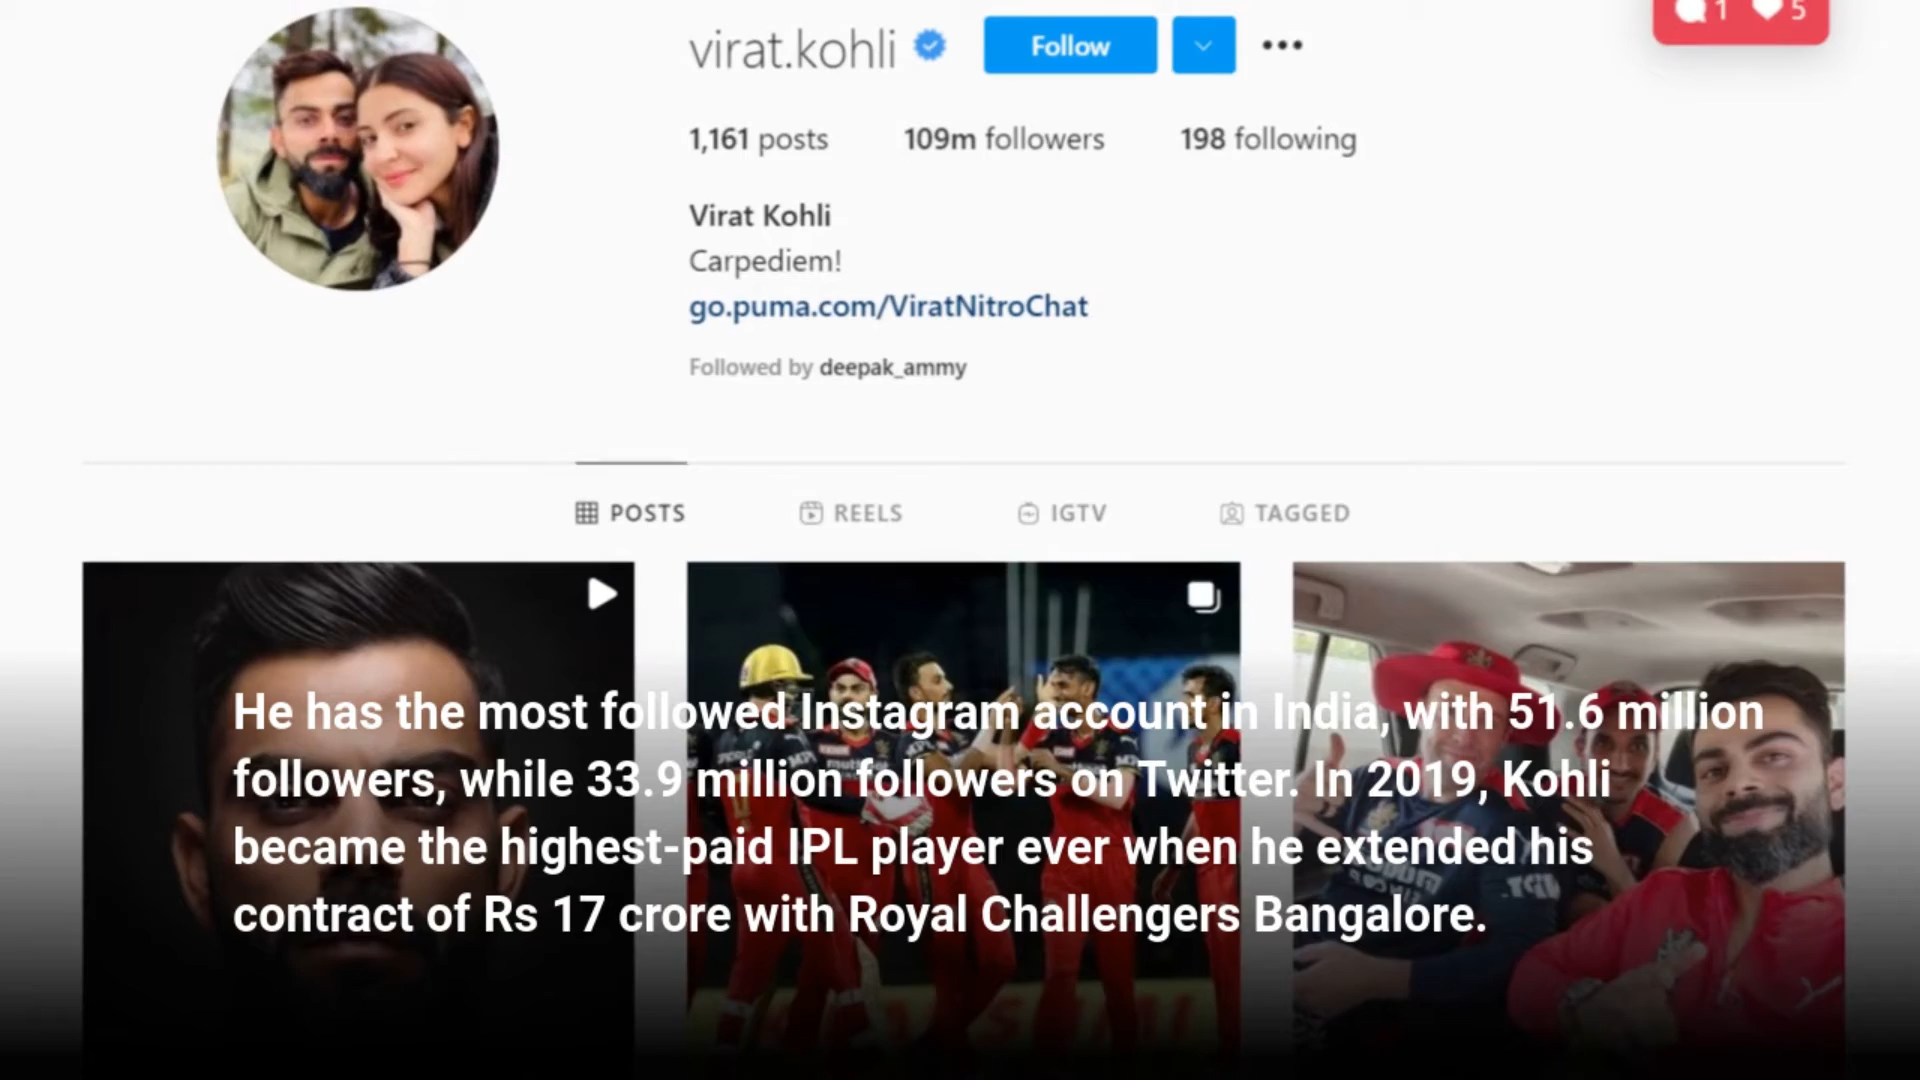 1 5
virat.kohli Follow
1,161 posts 109m followers 198 following
Virat Kohli
Carpediem!
go.puma.com/ViratNitroChat
Followed by deepak_ammy
POSTS REELS IGTV TAGGED
He has the most followed Instagram account in India, with 51.6 million
followers, while 33.9 million followers on Twitter. In 2019, Kohli
became the highest-paid IPL player ever when he extended his
contract of Rs 17 crore with Royal Challengers Bangalore.